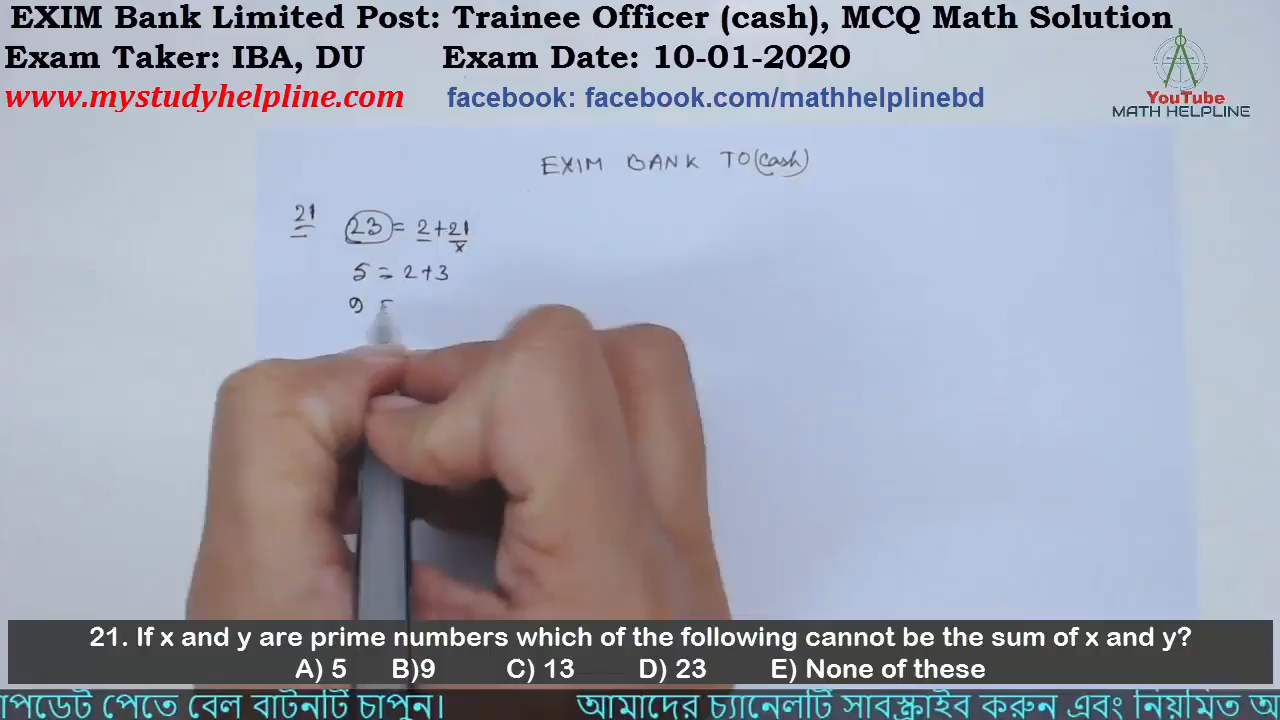 EXIM Bank Limited Post: Trainee Officer (cash), MCQ Math Solution
Exam Taker: IBA, DU Exam Date: 10-01-2020
www.mystudyhelpline.com facebook: facebook.com/mathhelplinebd
YouTube
MATH HELPLINE
EXIM BANK TO (cash)
21 23 = 2 + 21
x
5 = 2 + 3
9
21. If x and y are prime numbers which of the following cannot be the sum of x and y?
A) 5 B)9 C) 13 D) 23 E) None of these
পডেট পেতে বেল বাটনটি চাপুন। আমাদের চ্যানেলটি সাবস্ক্রাইব করুন এবং নিয়মিত আ